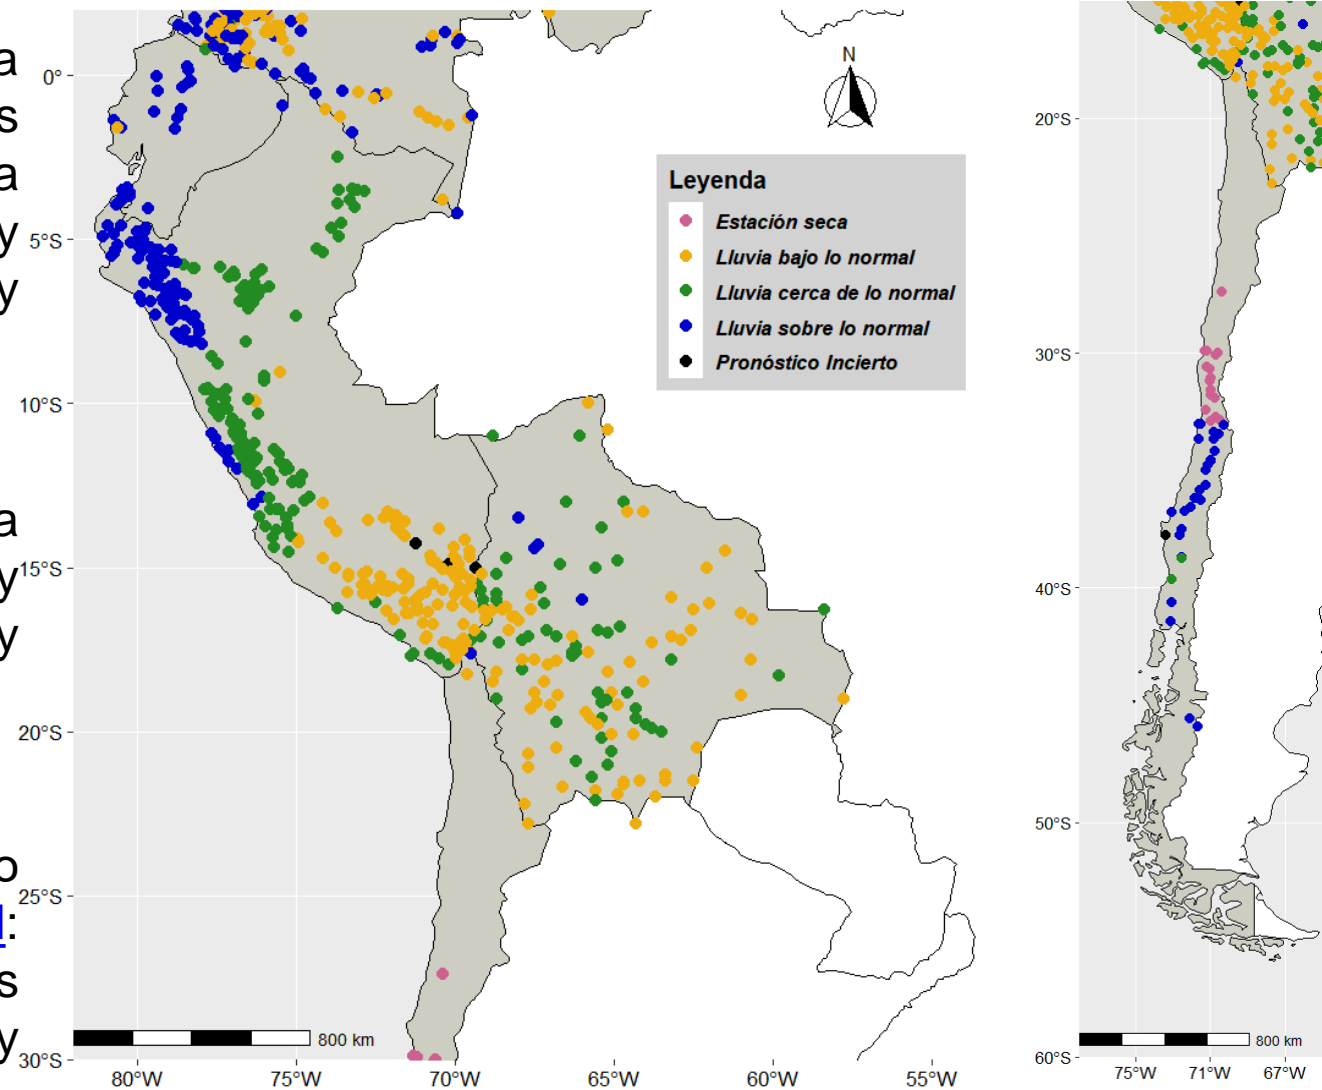 a
s
a
y
y
a
y
y
o
l:
s
y
0°
5°S
10°S
15°S
20°S
25°S
30°S
80°W
75°W
70°W
65°W
60°W
55°W
800 km
N
Leyenda
Estación seca
Lluvia bajo lo normal
Lluvia cerca de lo normal
Lluvia sobre lo normal
Pronóstico Incierto
20°S
30°S
40°S
50°S
60°S
75°W
71°W
67°W
800 km